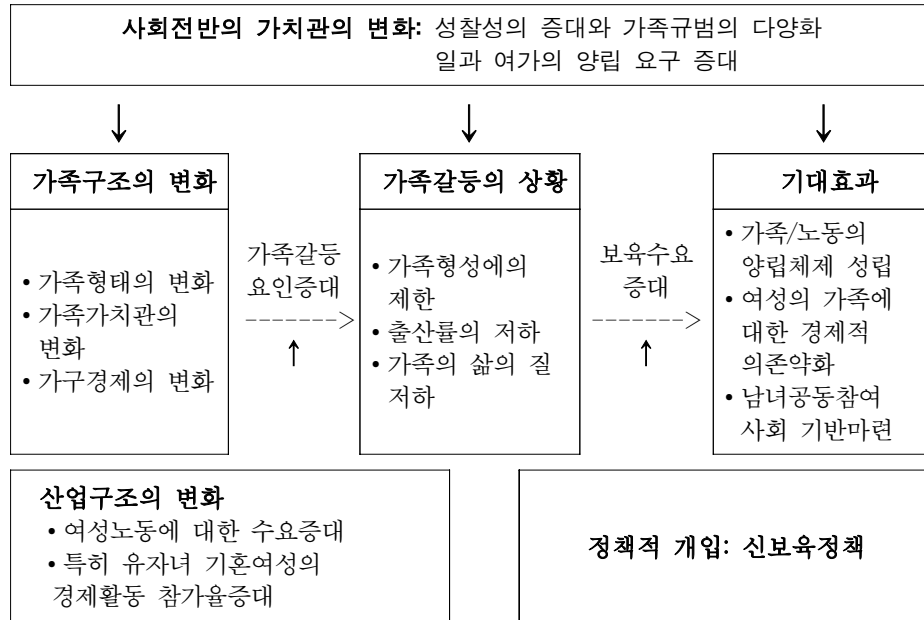 사회전반의 가치관의 변화: 성찰성의 증대와 가족규범의 다양화
일과 여가의 양립 요구 증대
가족구조의 변화
• 가족형태의 변화
• 가족가치관의
변화
• 가구경제의 변화
가족갈등
요인증대
가족갈등의 상황
• 가족형성에의
제한
• 출산률의 저하
• 가족의 삶의 질
저하
보육수요
증대
기대효과
• 가족/노동의
양립체제 성립
• 여성의 가족에
대한 경제적
의존약화
• 남녀공동참여
사회 기반마련
산업구조의 변화
• 여성노동에 대한 수요증대
• 특히 유자녀 기혼여성의
경제활동 참가율증대
정책적 개입: 신보육정책